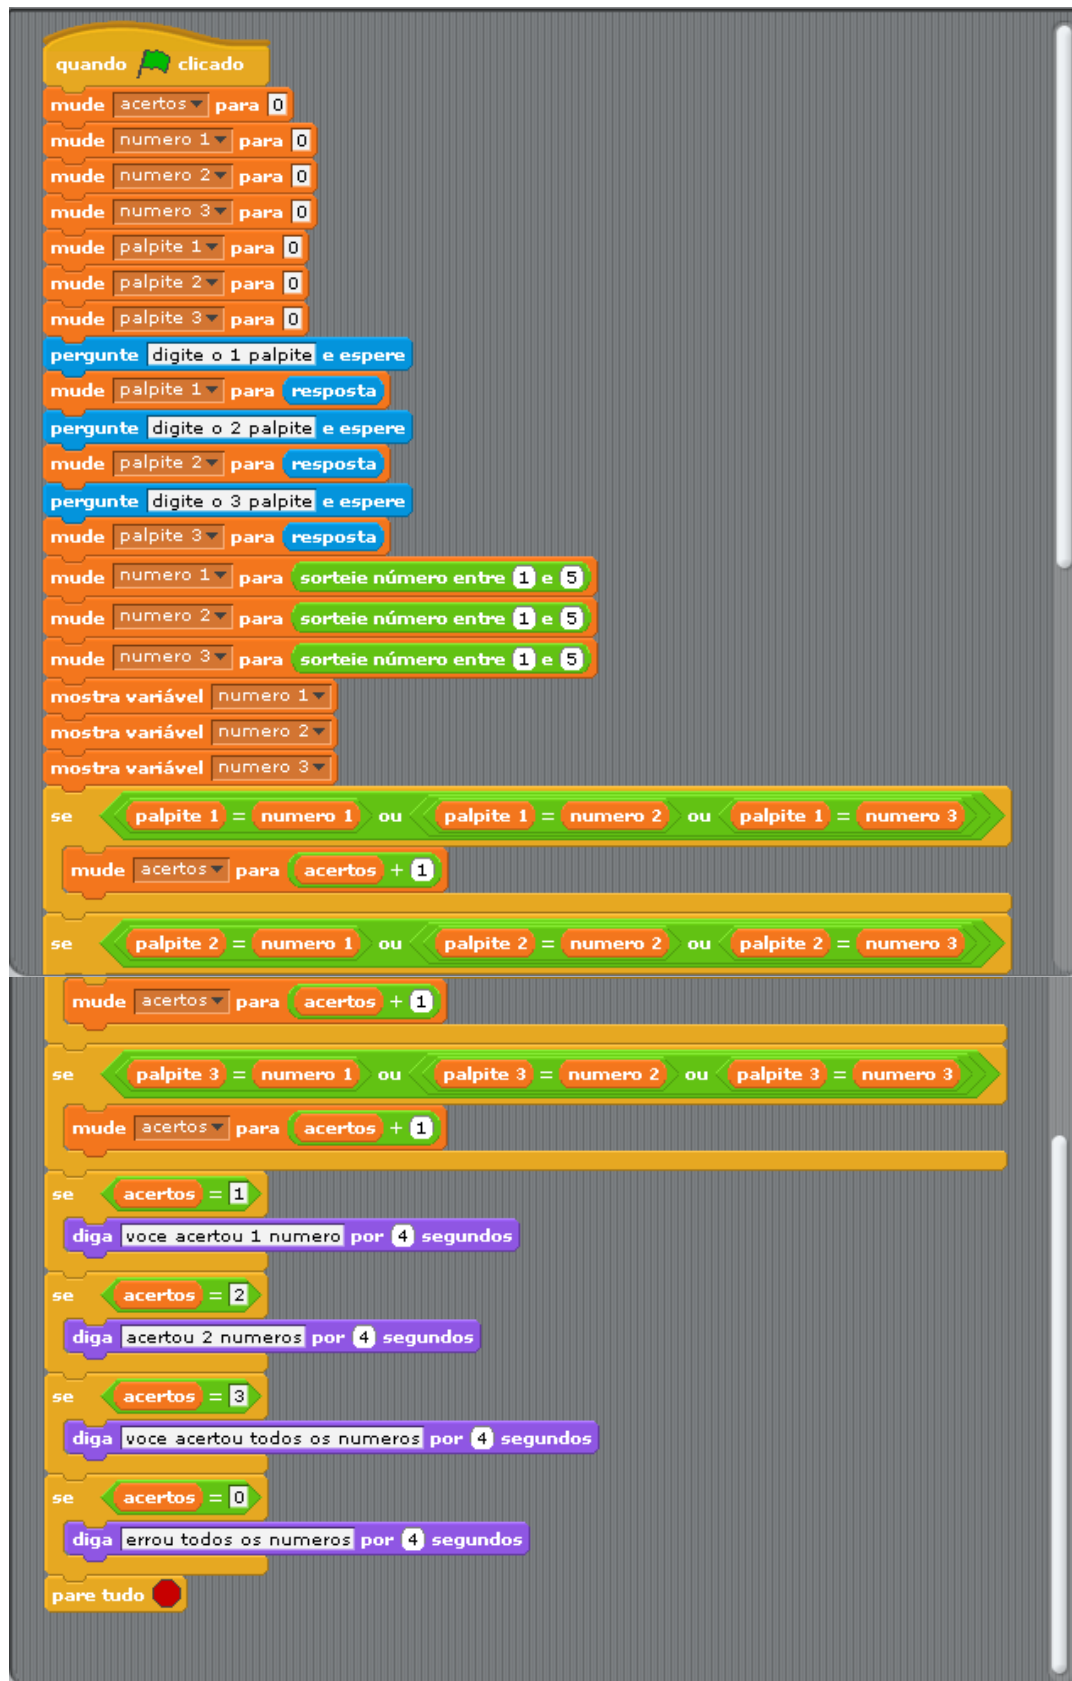 quando clicado
mude acertos para 0
mude numero 1 para 0
mude numero 2 para 0
mude numero 3 para 0
mude palpite 1 para 0
mude palpite 2 para 0
mude palpite 3 para 0
pergunte digite o 1 palpite e espere
mude palpite 1 para resposta
pergunte digite o 2 palpite e espere
mude palpite 2 para resposta
pergunte digite o 3 palpite e espere
mude palpite 3 para resposta
mude numero 1 para sorteie número entre 1 e 5
mude numero 2 para sorteie número entre 1 e 5
mude numero 3 para sorteie número entre 1 e 5
mostra variável numero 1
mostra variável numero 2
mostra variável numero 3
se palpite 1 = numero 1 ou palpite 1 = numero 2 ou palpite 1 = numero 3
mude acertos para acertos + 1
se palpite 2 = numero 1 ou palpite 2 = numero 2 ou palpite 2 = numero 3
mude acertos para acertos + 1
se palpite 3 = numero 1 ou palpite 3 = numero 2 ou palpite 3 = numero 3
mude acertos para acertos + 1
se acertos = 1
diga voce acertou 1 numero por 4 segundos
se acertos = 2
diga acertou 2 numeros por 4 segundos
se acertos = 3
diga voce acertou todos os numeros por 4 segundos
se acertos = 0
diga errou todos os numeros por 4 segundos
pare tudo